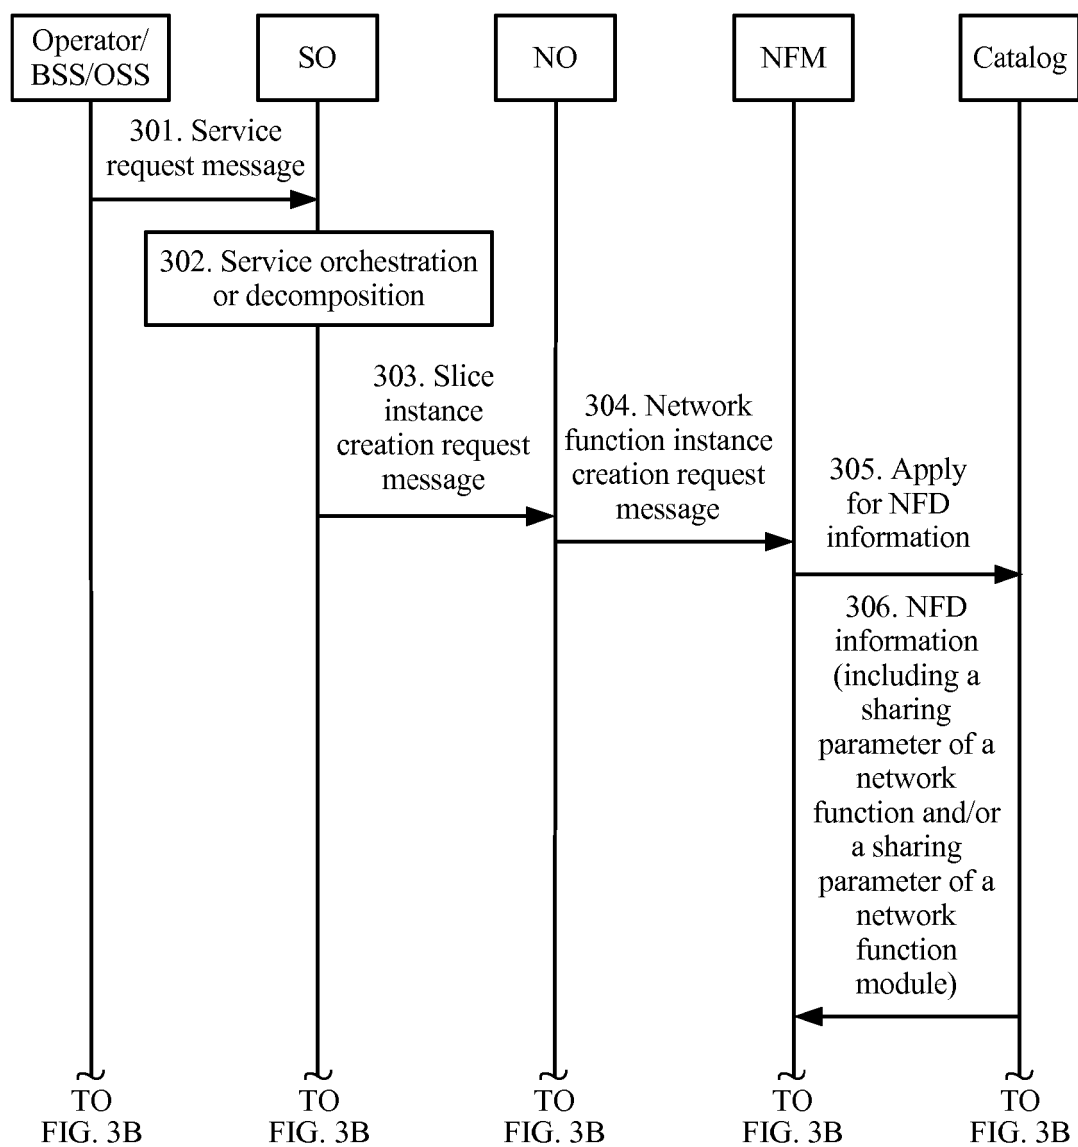 Operator/
BSS/OSS
SO
NO
NFM
Catalog
301. Service
request message
302. Service orchestration
or decomposition
303. Slice
instance
creation request
message
304. Network
function instance
creation request
message
305. Apply
for NFD
information
306. NFD
information
(including a
sharing
parameter of a
network
function and/or
a sharing
parameter of a
network
function
module)
TO
FIG. 3B
TO
FIG. 3B
TO
FIG. 3B
TO
FIG. 3B
TO
FIG. 3B